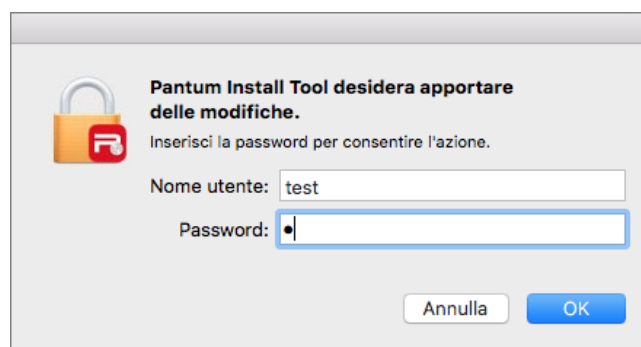 Pantum Install Tool desidera apportare
delle modifiche.
Inserisci la password per consentire l'azione.
Nome utente: test
Password: •
Annulla OK